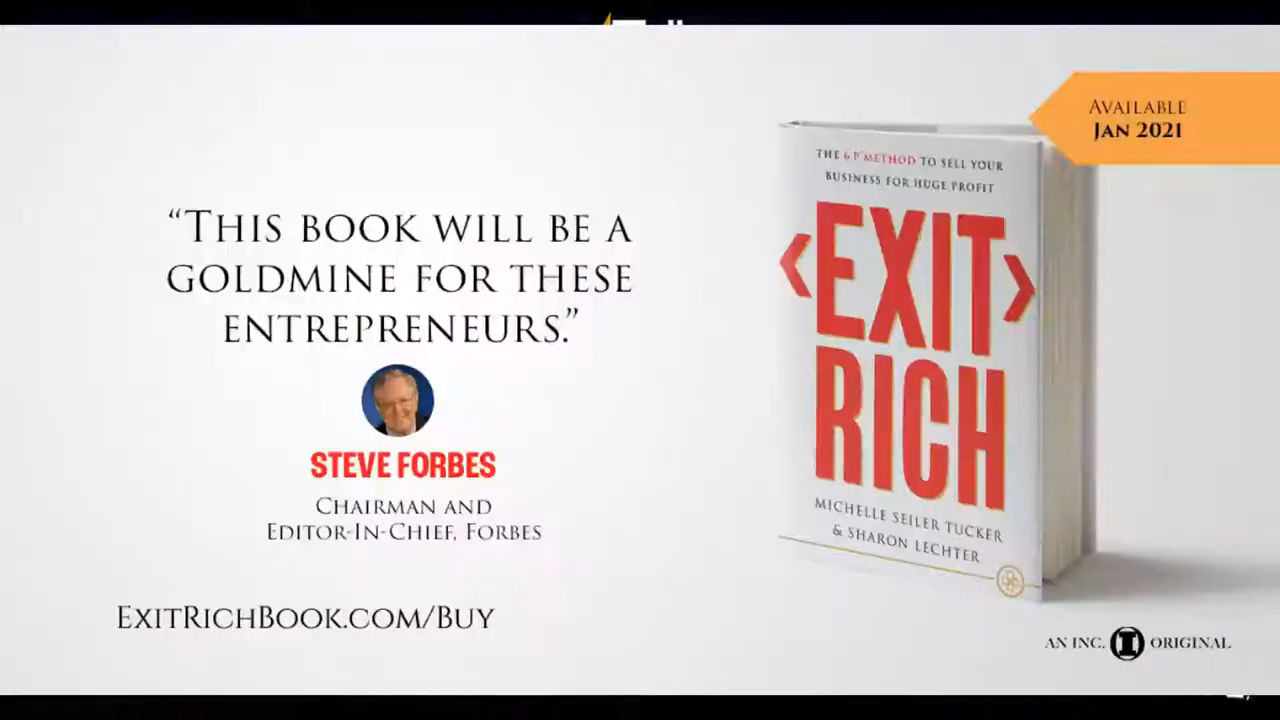 “THIS BOOK WILL BE A
GOLDMINE FOR THESE
ENTREPRENEURS.”
STEVE FORBES
CHAIRMAN AND
EDITOR-IN-CHIEF, FORBES
EXITRICHBOOK.COM/BUY
AVAILABLE
JAN 2021
THE 6 P™METHOD TO SELL YOUR
BUSINESS FOR HUGE PROFIT
<EXIT>
RICH
MICHELLE SEILER TUCKER
& SHARON LECHTER
AN INC. I ORIGINAL